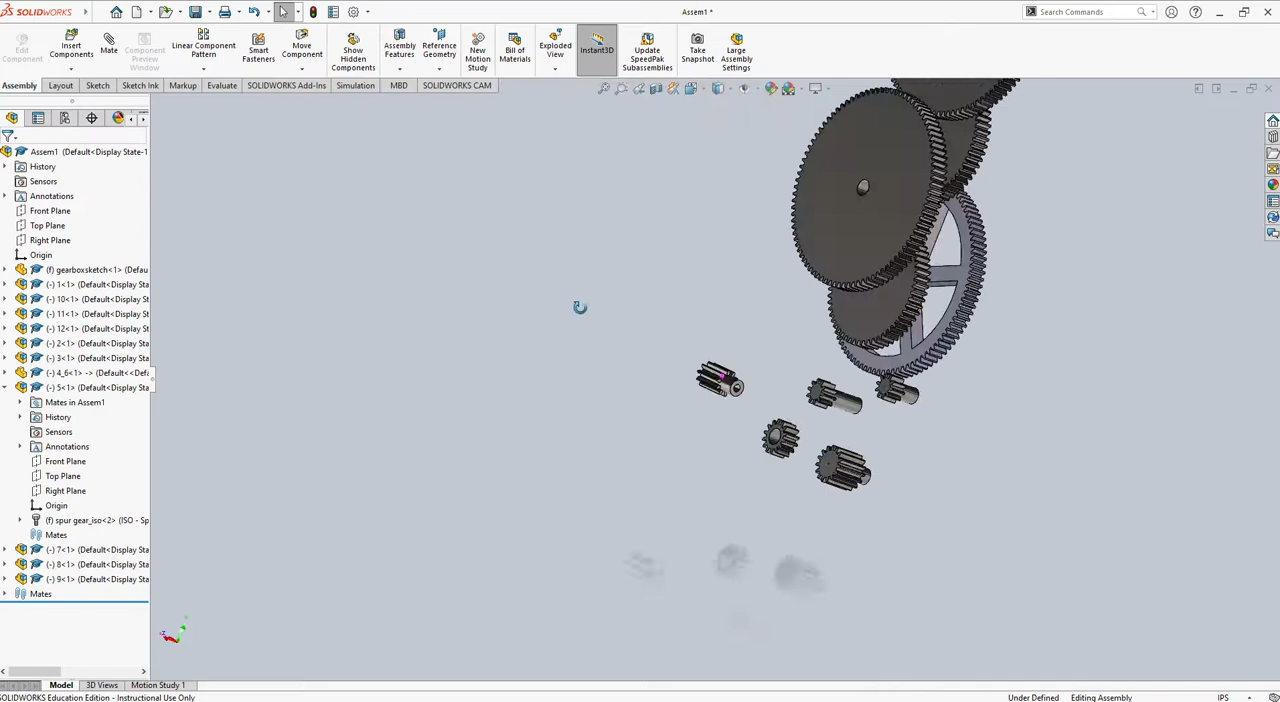 SOLIDWORKS
Assem1 *
Search Commands
Edit Component
Insert Components
Mate
Component Preview Window
Linear Component Pattern
Smart Fasteners
Move Component
Show Hidden Components
Assembly Features
Reference Geometry
New Motion Study
Bill of Materials
Exploded View
Instant3D
Update SpeedPak Subassemblies
Take Snapshot
Large Assembly Settings
Assembly
Layout
Sketch
Sketch Ink
Markup
Evaluate
SOLIDWORKS Add-Ins
Simulation
MBD
SOLIDWORKS CAM
Assem1 (Default<Display State-1
History
Sensors
Annotations
Front Plane
Top Plane
Right Plane
Origin
(f) gearboxsketch<1> (Defau
(-) 1<1> (Default<Display St
(-) 10<1> (Default<Display S
(-) 11<1> (Default<Display S
(-) 12<1> (Default<Display S
(-) 2<1> (Default<Display Sta
(-) 3<1> (Default<Display Sta
(-) 4_6<1> -> (Default<<Defa
(-) 5<1> (Default<Display Sta
Mates in Assem1
History
Sensors
Annotations
Front Plane
Top Plane
Right Plane
Origin
(f) spur gear_iso<2> (ISO - Sp
Mates
(-) 7<1> (Default<Display Sta
(-) 8<1> (Default<Display Sta
(-) 9<1> (Default<Display Sta
Mates
Z
Model
3D Views
Motion Study 1
SOLIDWORKS Education Edition - Instructional Use Only
Under Defined
Editing Assembly
IPS